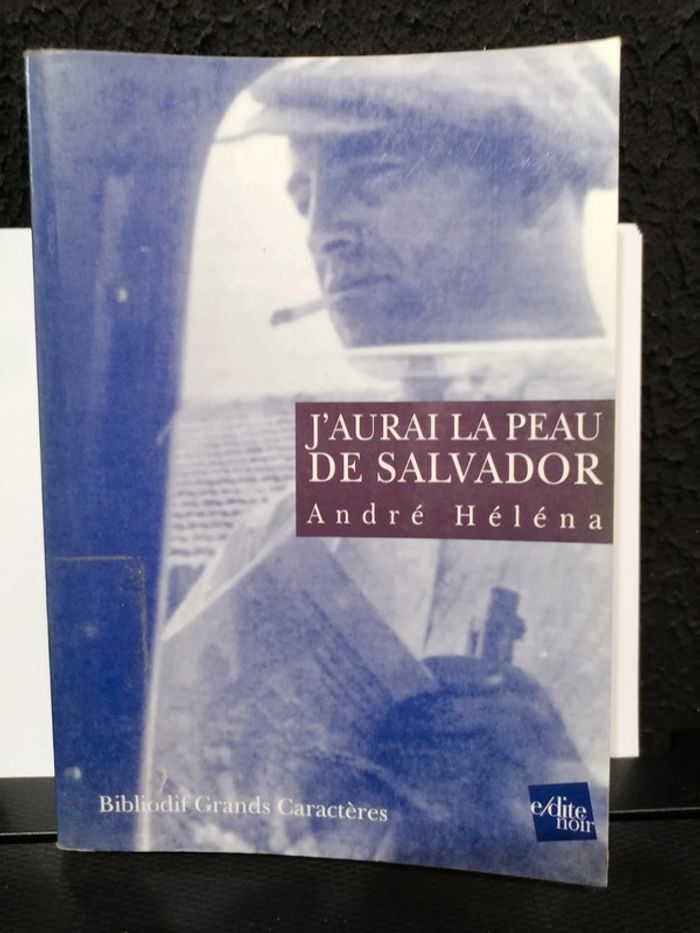 J'AURAI LA PEAU
DE SALVADOR
André Héléna
Bibliodif Grands Caractères
e/dite
noir